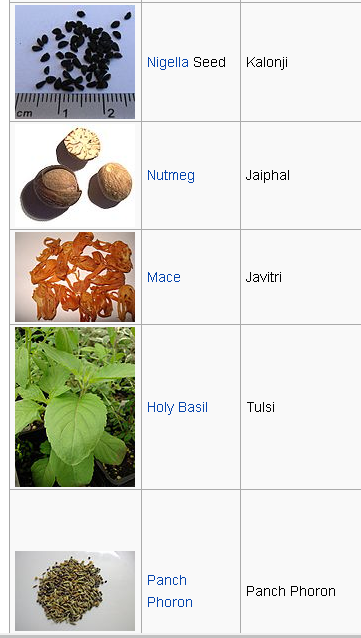 cm 1 2
Nigella Seed Kalonji
Nutmeg Jaiphal
Mace Javitri
Holy Basil Tulsi
Panch
Phoron Panch Phoron